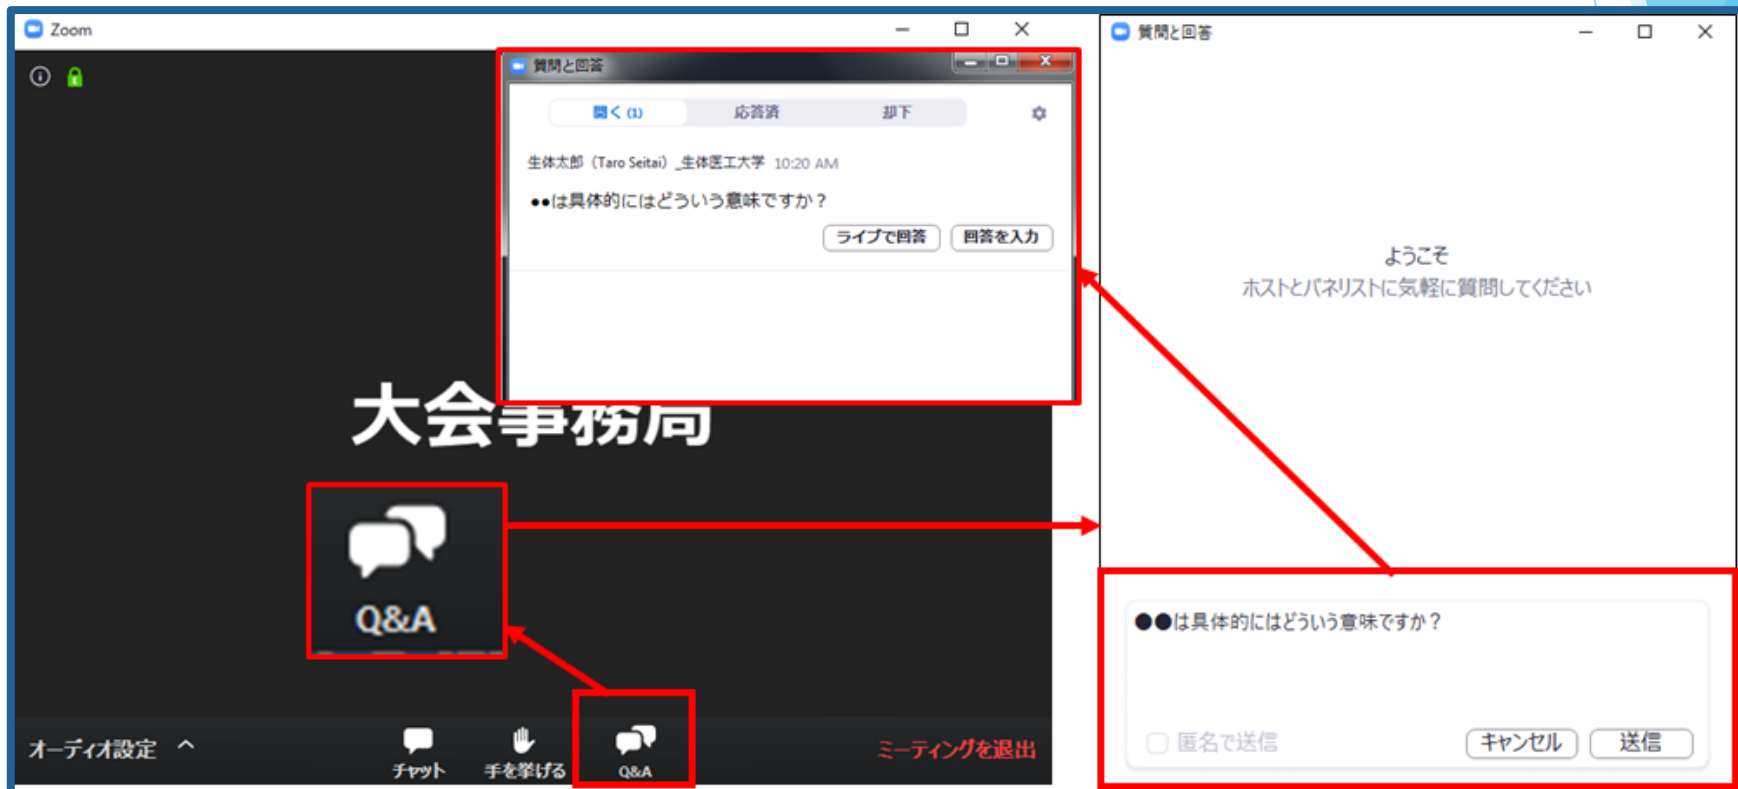 Zoom
質問と回答
開く (1)
応答済
却下
生体太郎（Taro Seitai）_生体医工大学 10:20 AM
●●は具体的にはどういう意味ですか？
ライブで回答
回答を入力
大会事務局
Q&A
オーディオ設定
チャット
手を挙げる
Q&A
ミーティングを退出
質問と回答
ようこそ
ホストとパネリストに気軽に質問してください
●●は具体的にはどういう意味ですか？
匿名で送信
キャンセル
送信